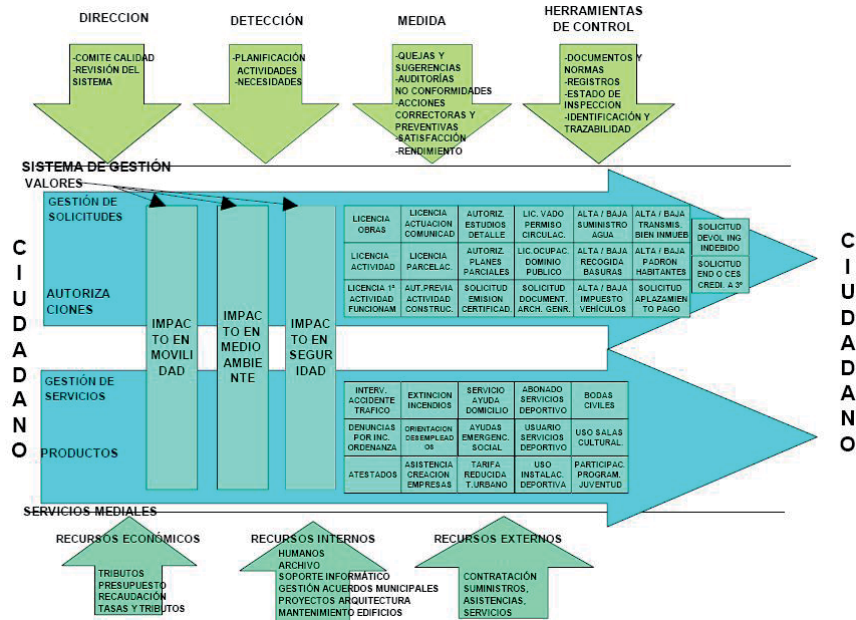 DIRECCION
-COMITE CALIDAD
-REVISIÓN DEL
SISTEMA
DETECCIÓN
-PLANIFICACIÓN
ACTIVIDADES
-NECESIDADES
MEDIDA
-QUEJAS Y
SUGERENCIAS
-AUDITORÍAS
NO CONFORMIDADES
-ACCIONES
CORRECTORAS Y
PREVENTIVAS
-SATISFACCIÓN
-RENDIMIENTO
HERRAMIENTAS
DE CONTROL
-DOCUMENTOS Y
NORMAS
-REGISTROS
-ESTADO DE
INSPECCION
-IDENTIFICACIÓN Y
TRAZABILIDAD
SISTEMA DE GESTIÓN
VALORES
CIUDADANO
GESTIÓN DE
SOLICITUDES
AUTORIZA
CIONES
IMPAC
TO EN
MOVILI
DAD
IMPAC
TO EN
MEDIO
AMBIE
NTE
IMPAC
TO EN
SEGU
RIDAD
LICENCIA
OBRAS
LICENCIA
ACTUACION
COMUNICAD
AUTORIZ.
ESTUDIOS
DETALLE
LIC. VADO
PERMISO
CIRCULAC.
ALTA / BAJA
SUMINISTRO
AGUA
ALTA / BAJA
TRANSMIS.
BIEN INMUEB
SOLICITUD
DEVOL ING
INDEBIDO
LICENCIA
ACTIVIDAD
LICENCIA
PARCELAC.
AUTORIZ.
PLANES
PARCIALES
LIC.OCUPAC.
DOMINIO
PUBLICO
ALTA / BAJA
RECOGIDA
BASURAS
ALTA / BAJA
PADRON
HABITANTES
SOLICITUD
END O CES
CREDI. A 3º
LICENCIA 1º
ACTIVIDAD
FUNCIONAM
AUT.PREVIA
ACTIVIDAD
CONSTRUC.
SOLICITUD
EMISION
CERTIFICAD.
SOLICITUD
DOCUMENT.
ARCH. GENR.
ALTA / BAJA
IMPUESTO
VEHÍCULOS
SOLICITUD
APLAZAMIEN
TO PAGO
CIUDADANO
GESTIÓN DE
SERVICIOS
PRODUCTOS
INTERV.
ACCIDENTE
TRAFICO
EXTINCION
INCENDIOS
SERVICIO
AYUDA
DOMICILIO
ABONADO
SERVICIOS
DEPORTIVO
BODAS
CIVILES
DENUNCIAS
POR INC.
ORDENANZA
ORIENTACION
DESEMPLEAD
OS
AYUDAS
EMERGENC.
SOCIAL
USUARIO
SERVICIOS
DEPORTIVO
USO SALAS
CULTURAL.
ATESTADOS
ASISTENCIA
CREACION
EMPRESAS
TARIFA
REDUCIDA
T.URBANO
USO
INSTALAC.
DEPORTIVA
PARTICIPAC.
PROGRAM.
JUVENTUD
SERVICIOS MEDIALES
RECURSOS ECONÓMICOS
TRIBUTOS
PRESUPUESTO
RECAUDACIÓN
TASAS Y TRIBUTOS
RECURSOS INTERNOS
HUMANOS
ARCHIVO
SOPORTE INFORMÁTICO
GESTIÓN ACUERDOS MUNICIPALES
PROYECTOS ARQUITECTURA
MANTENIMIENTO EDIFICIOS
RECURSOS EXTERNOS
CONTRATACIÓN
SUMINISTROS,
ASISTENCIAS,
SERVICIOS